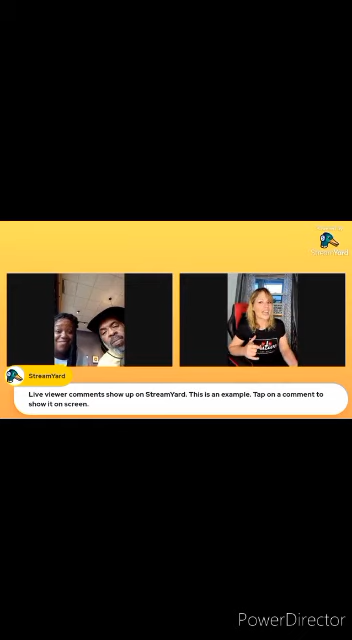 StreamYard
StreamYard
Live viewer comments show up on StreamYard. This is an example. Tap on a comment to
show it on screen.
PowerDirector